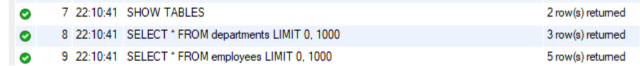 7 22:10:41 SHOW TABLES 2 row(s) returned
8 22:10:41 SELECT * FROM departments LIMIT 0, 1000 3 row(s) returned
9 22:10:41 SELECT * FROM employees LIMIT 0, 1000 5 row(s) returned